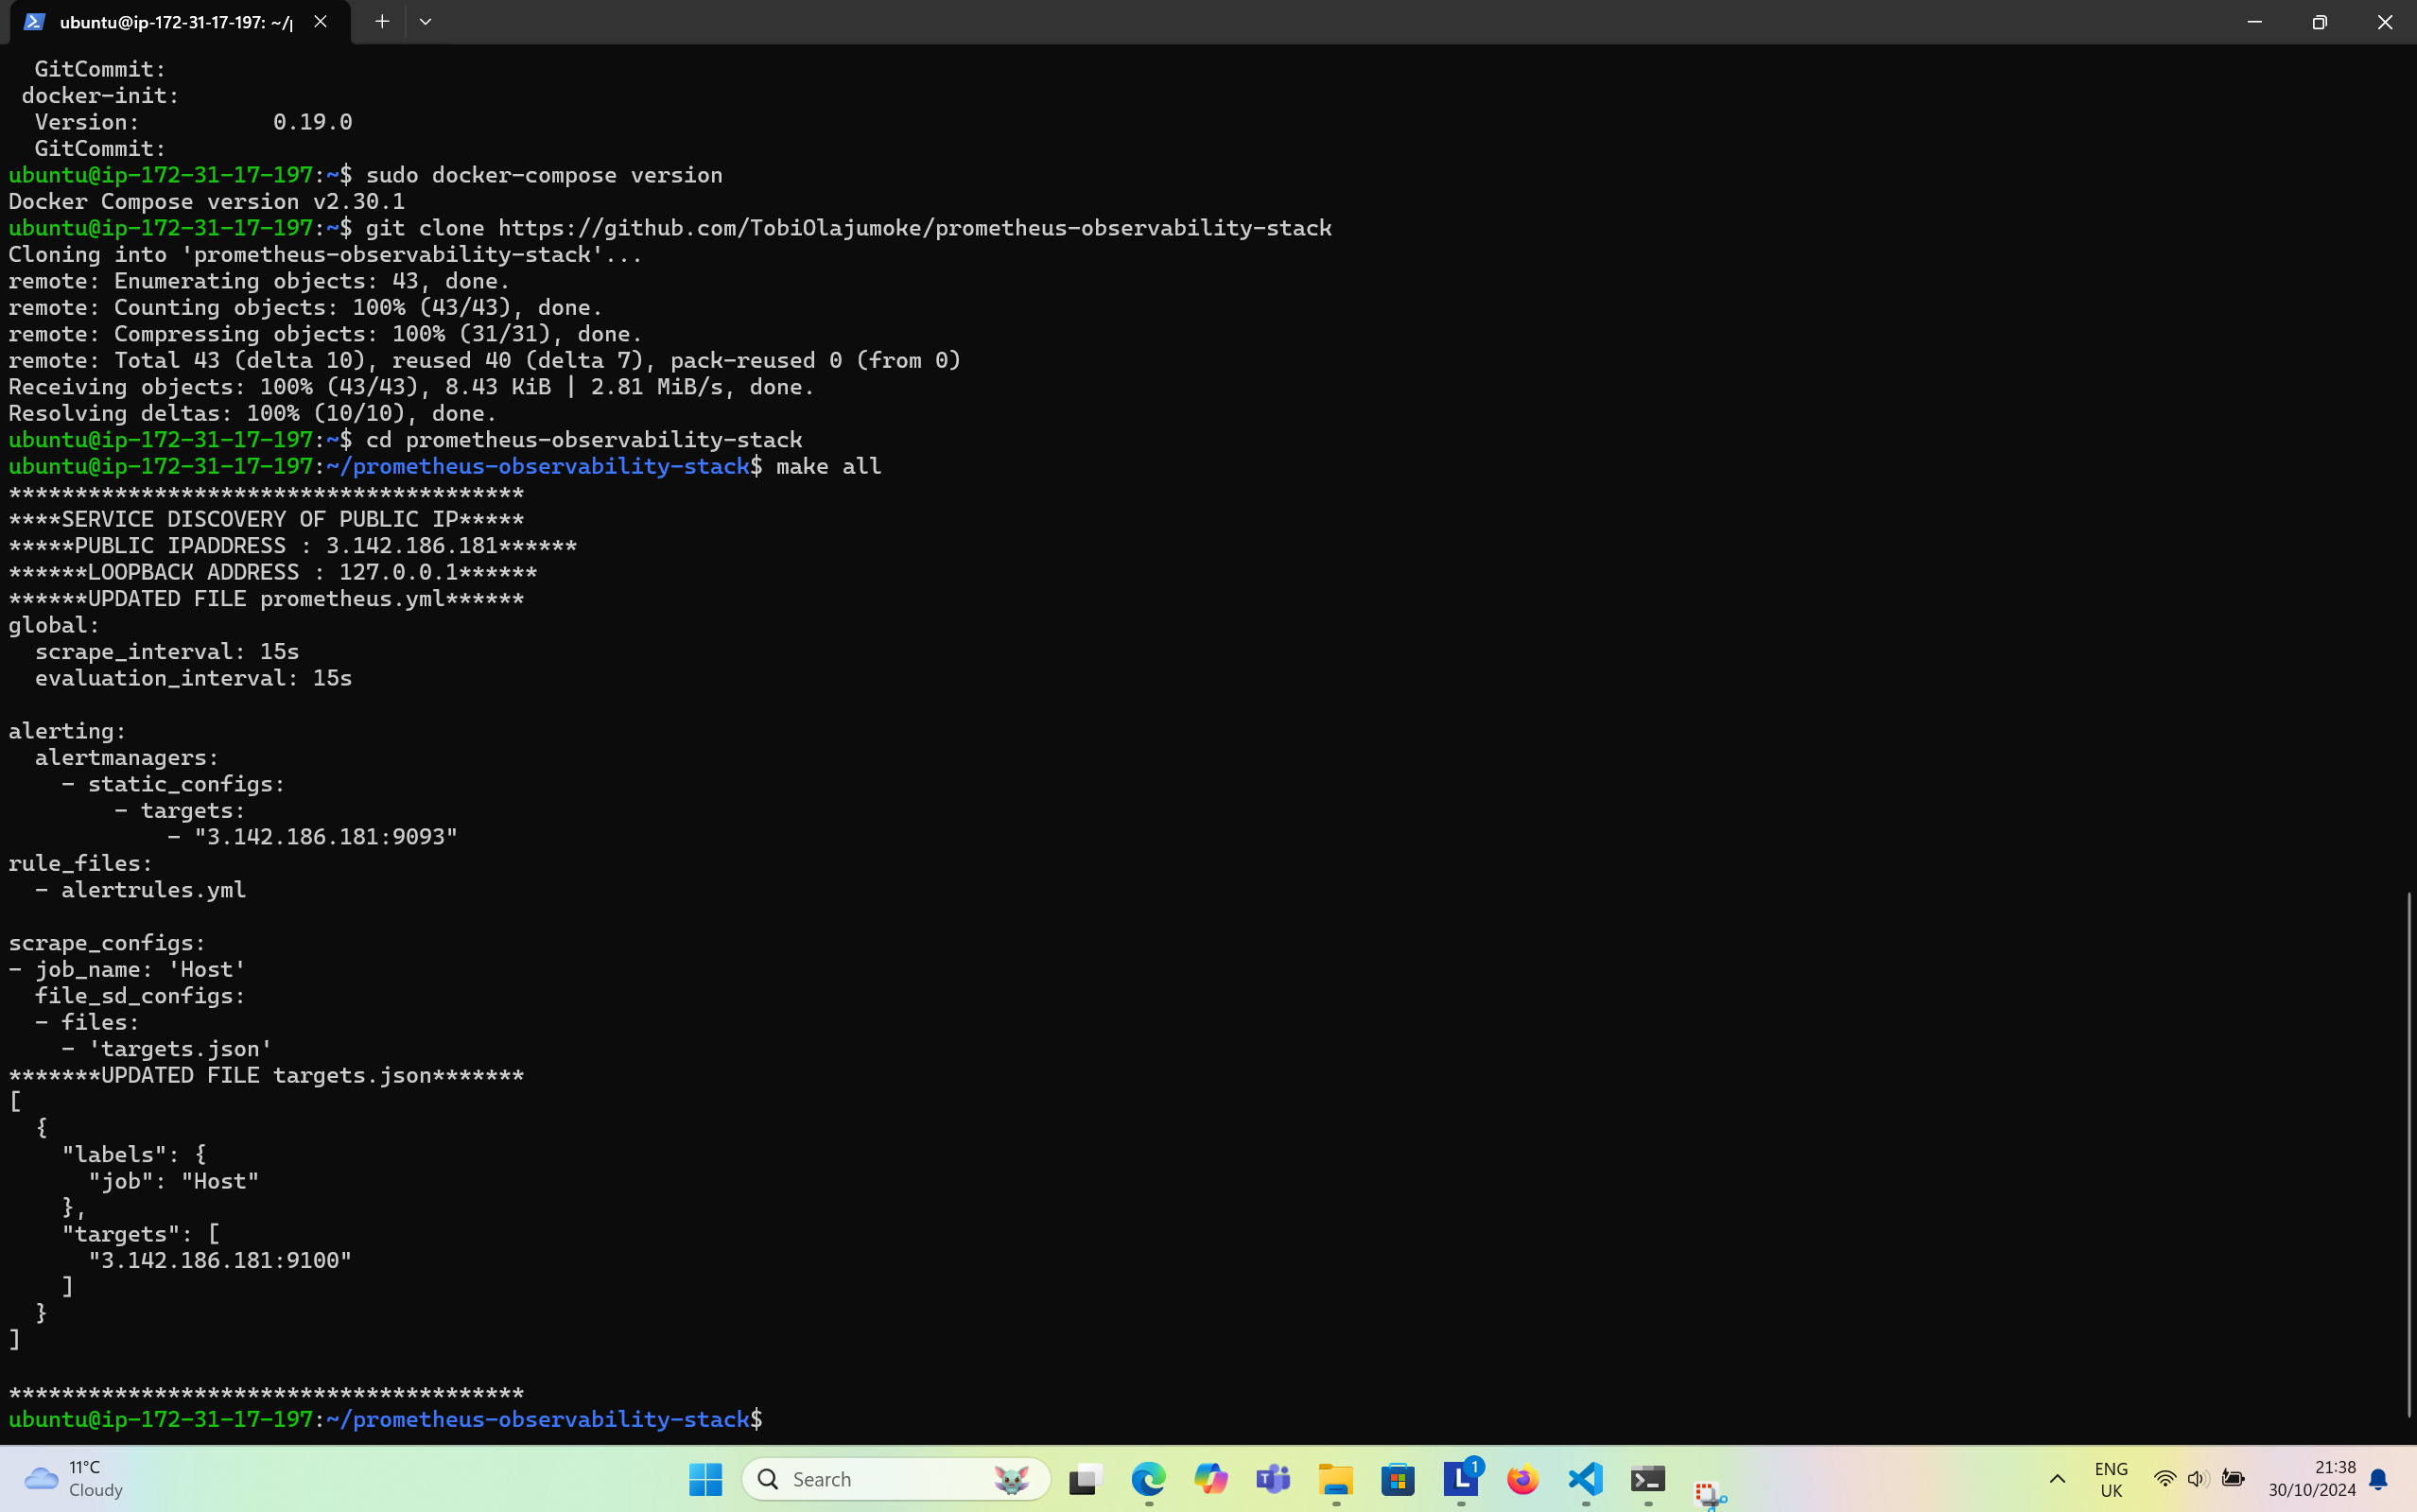 ubuntu@ip-172-31-17-197: ~/p
GitCommit:
docker-init:
Version: 0.19.0
GitCommit:
ubuntu@ip-172-31-17-197:~$ sudo docker-compose version
Docker Compose version v2.30.1
ubuntu@ip-172-31-17-197:~$ git clone https://github.com/TobiOlajumoke/prometheus-observability-stack
Cloning into 'prometheus-observability-stack'...
remote: Enumerating objects: 43, done.
remote: Counting objects: 100% (43/43), done.
remote: Compressing objects: 100% (31/31), done.
remote: Total 43 (delta 10), reused 40 (delta 7), pack-reused 0 (from 0)
Receiving objects: 100% (43/43), 8.43 KiB | 2.81 MiB/s, done.
Resolving deltas: 100% (10/10), done.
ubuntu@ip-172-31-17-197:~$ cd prometheus-observability-stack
ubuntu@ip-172-31-17-197:~/prometheus-observability-stack$ make all
***************************************
****SERVICE DISCOVERY OF PUBLIC IP*****
*****PUBLIC IPADDRESS : 3.142.186.181******
******LOOPBACK ADDRESS : 127.0.0.1******
******UPDATED FILE prometheus.yml******
global:
  scrape_interval: 15s
  evaluation_interval: 15s

alerting:
  alertmanagers:
    - static_configs:
        - targets:
            - "3.142.186.181:9093"
rule_files:
  - alertrules.yml

scrape_configs:
- job_name: 'Host'
  file_sd_configs:
  - files:
    - 'targets.json'
*******UPDATED FILE targets.json*******
[
  {
    "labels": {
      "job": "Host"
    },
    "targets": [
      "3.142.186.181:9100"
    ]
  }
]

***************************************
ubuntu@ip-172-31-17-197:~/prometheus-observability-stack$
11°C
Cloudy
Search
1
ENG
UK
21:38
30/10/2024